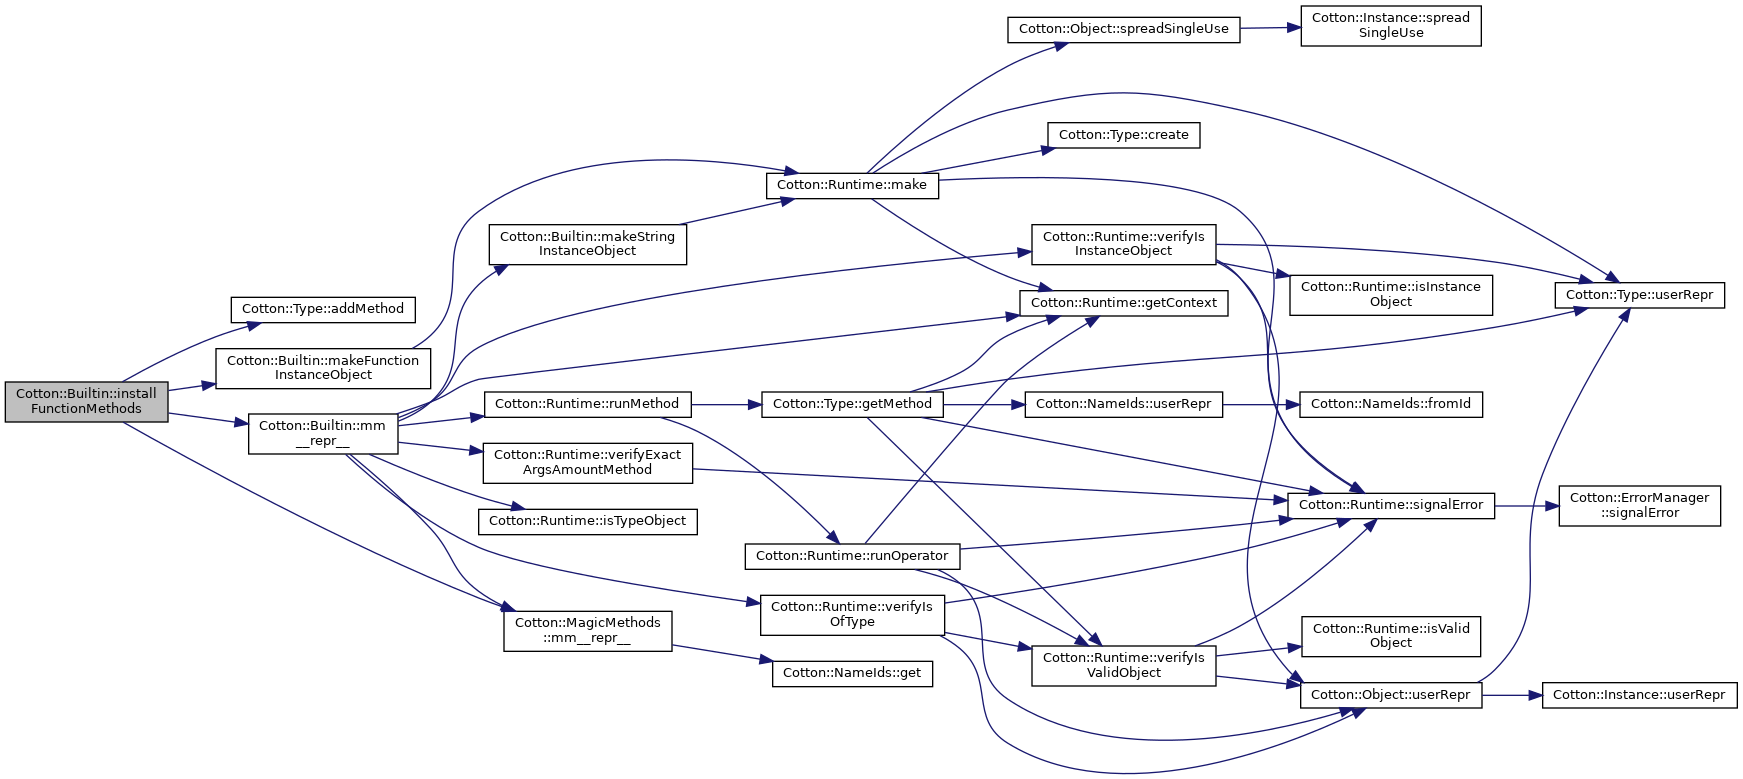 Cotton::Builtin::install
FunctionMethods
Cotton::Type::addMethod
Cotton::Builtin::makeFunction
InstanceObject
Cotton::Builtin::mm
__repr__
Cotton::Builtin::makeString
InstanceObject
Cotton::Runtime::runMethod
Cotton::Runtime::verifyExact
ArgsAmountMethod
Cotton::Runtime::isTypeObject
Cotton::MagicMethods
::mm__repr__
Cotton::Runtime::make
Cotton::Type::getMethod
Cotton::Runtime::runOperator
Cotton::Runtime::verifyIs
OfType
Cotton::NameIds::get
Cotton::Object::spreadSingleUse
Cotton::Type::create
Cotton::Runtime::verifyIs
InstanceObject
Cotton::Runtime::getContext
Cotton::NameIds::userRepr
Cotton::Runtime::verifyIs
ValidObject
Cotton::Instance::spread
SingleUse
Cotton::Runtime::isInstance
Object
Cotton::NameIds::fromId
Cotton::Runtime::signalError
Cotton::Runtime::isValid
Object
Cotton::Object::userRepr
Cotton::Type::userRepr
Cotton::ErrorManager
::signalError
Cotton::Instance::userRepr